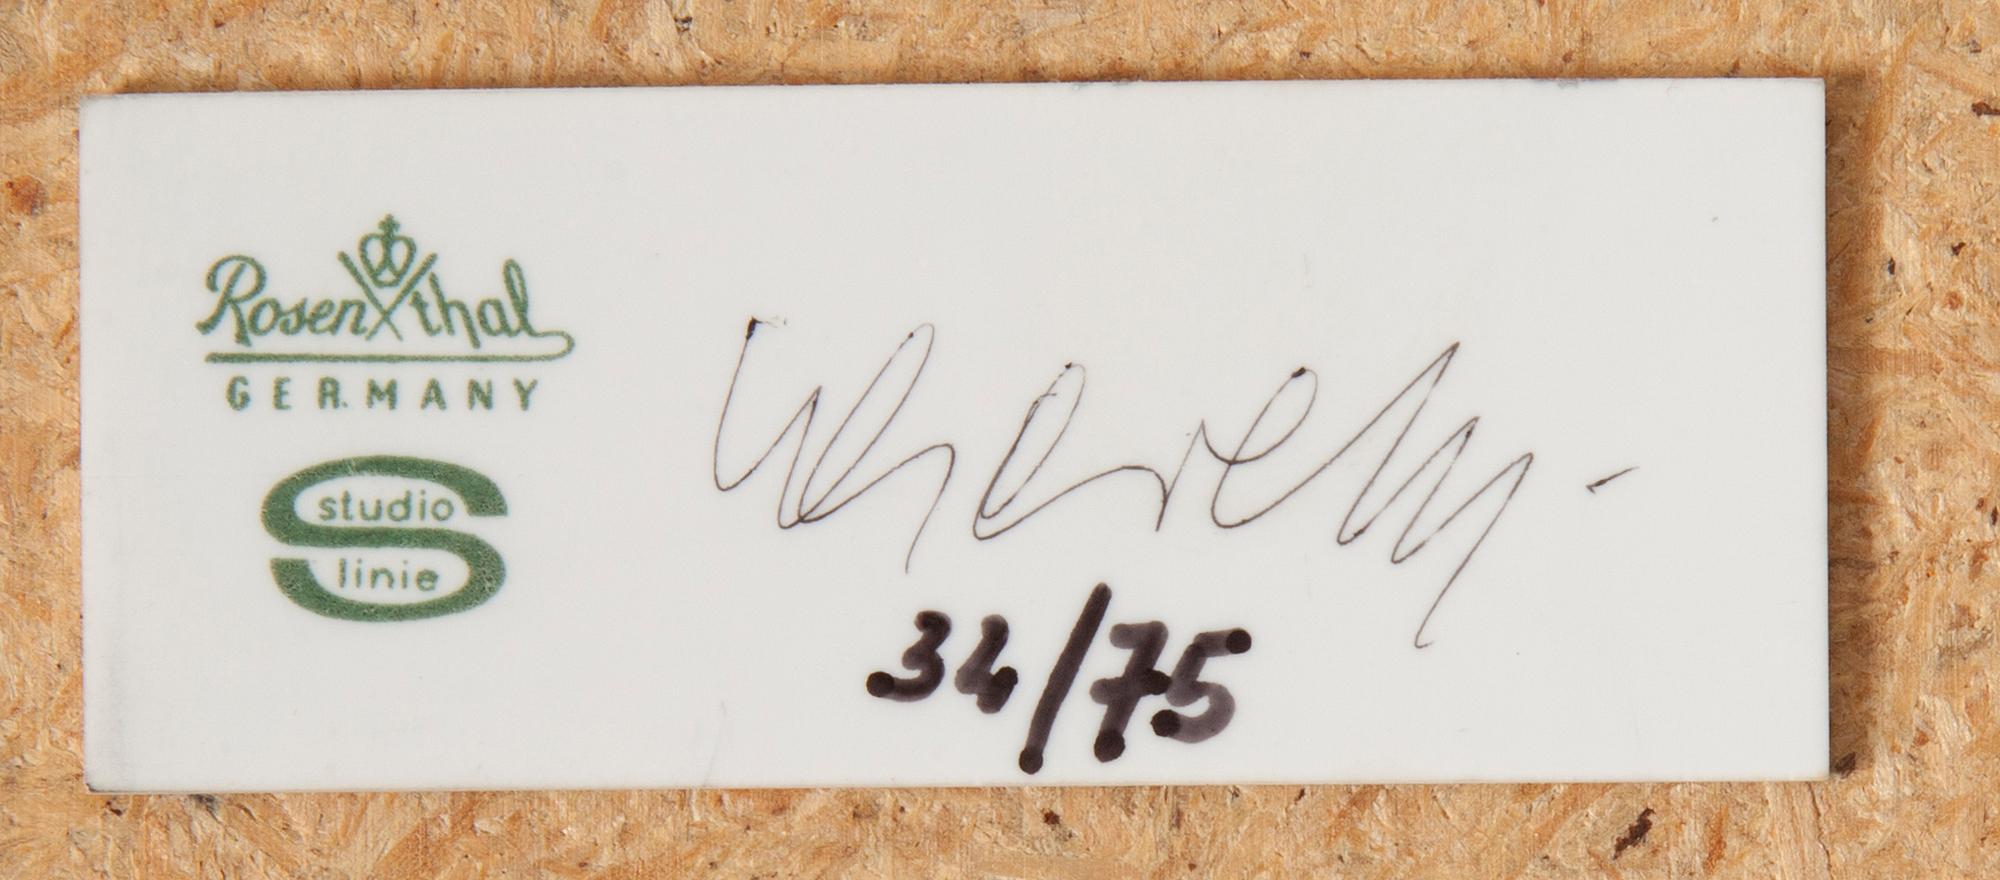 Rosenthal
GERMANY
studio
linie
34/75